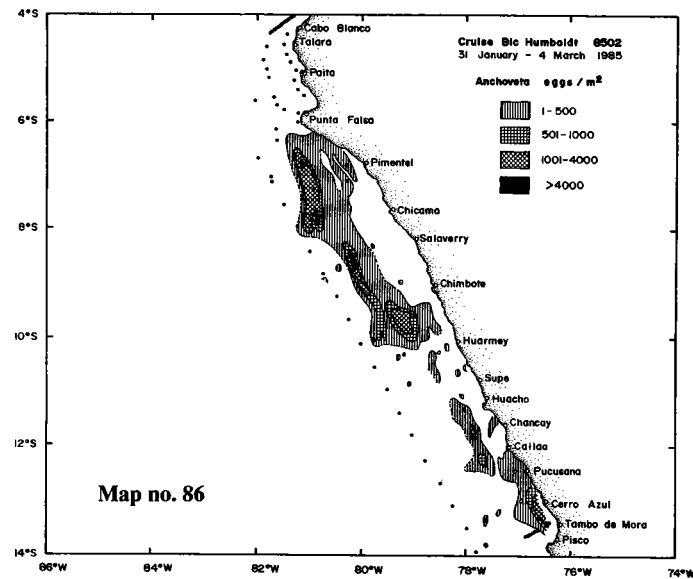 4°S
Cabo Blanco
Talara
Paita
6°S
Punta Falsa
Pimentel
8°S
Chicama
Salaverry
Chimbote
10°S
Huarmey
Supe
Huacho
Chancay
12°S
Callao
Pucusana
Cerro Azul
Tambo de Mora
Pisco
14°S
86°W
84°W
82°W
80°W
78°W
76°W
74°W
Cruise Bic Humboldt 8502
31 January - 4 March 1985
Anchoveta eggs / m²
1-500
501-1000
1001-4000
>4000
Map no. 86